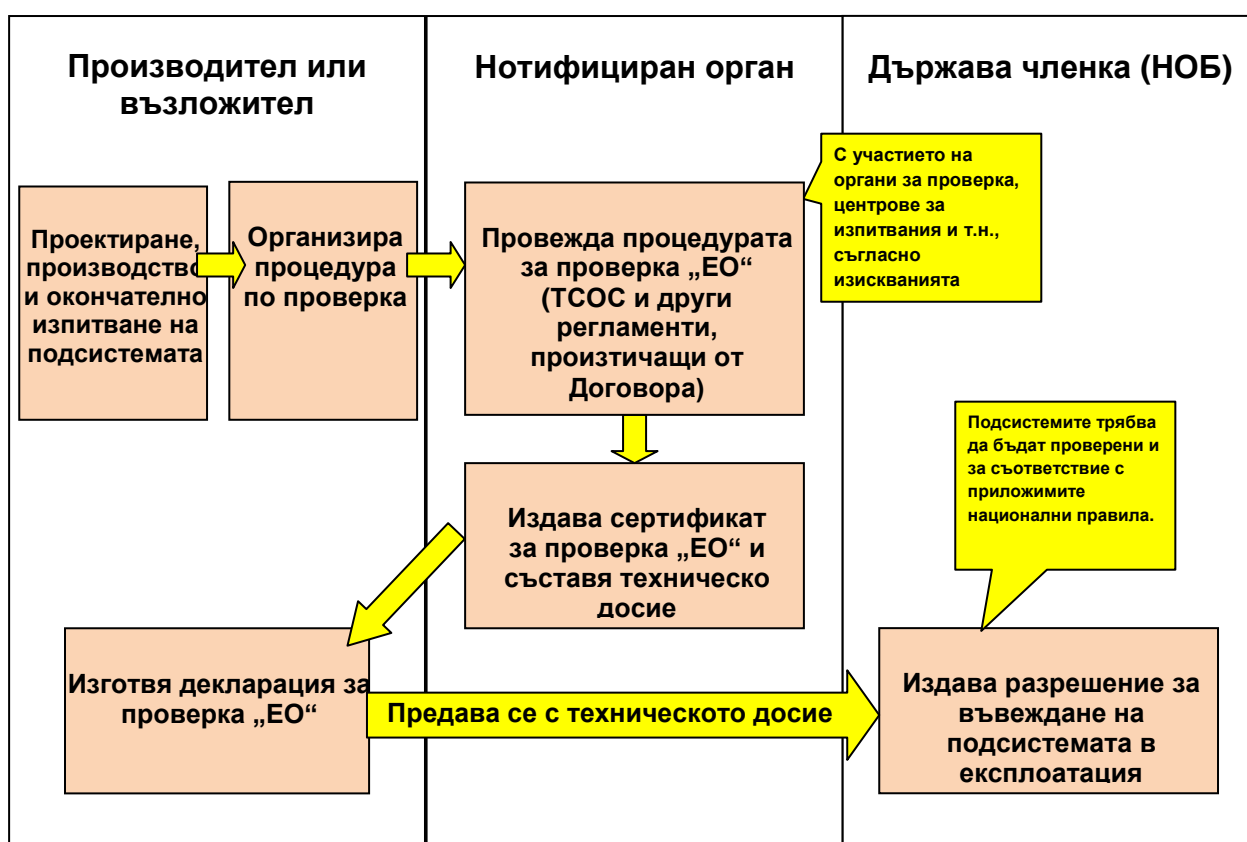 Производител или
възложител
Нотифициран орган
Държава членка (НОБ)
С участието на
органи за проверка,
центрове за
изпитвания и т.н.,
съгласно
изискванията
Проектиране,
производство
и окончателно
изпитване на
подсистемата
Организира
процедура
по проверка
Провежда процедурата
за проверка „ЕО“
(ТСОС и други
регламенти,
произтичащи от
Договора)
Подсистемите трябва
да бъдат проверени и
за съответствие с
приложимите
национални правила.
Издава сертификат
за проверка „ЕО“ и
съставя техническо
досие
Изготвя декларация за
проверка „ЕО“
Предава се с техническото досие
Издава разрешение за
въвеждане на
подсистемата в
експлоатация